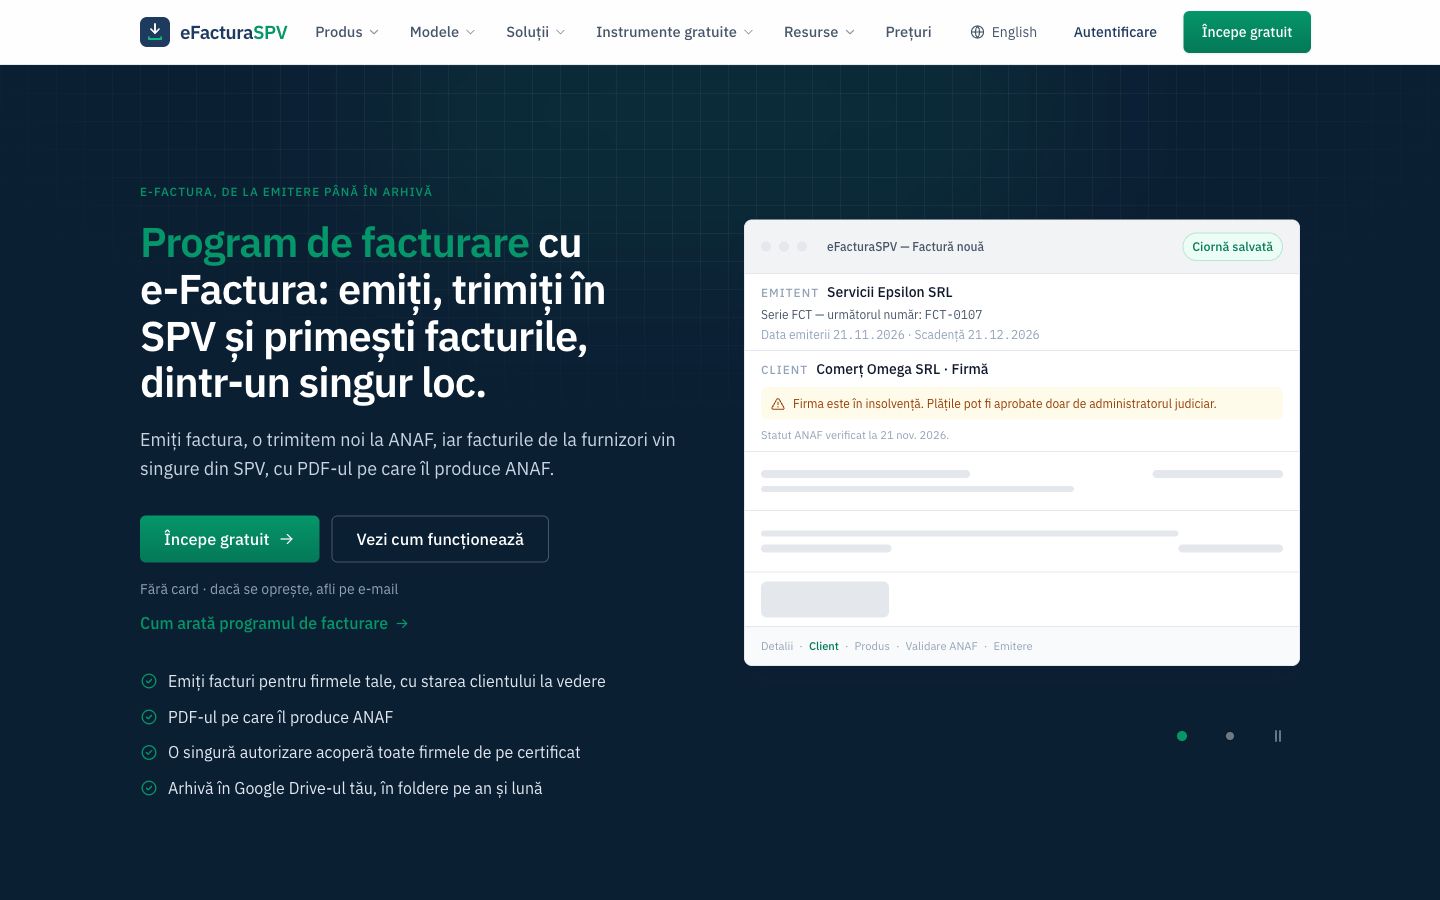 eFacturaSPV
Produs
Modele
Soluții
Instrumente gratuite
Resurse
Prețuri
English
Autentificare
Începe gratuit
E-FACTURA, DE LA EMITERE PÂNĂ ÎN ARHIVĂ
Program de facturare cu
e-Factura: emiți, trimiți în
SPV și primești facturile,
dintr-un singur loc.
Emiți factura, o trimitem noi la ANAF, iar facturile de la furnizori vin
singure din SPV, cu PDF-ul pe care îl produce ANAF.
Începe gratuit →
Vezi cum funcționează
Fără card · dacă se oprește, afli pe e-mail
Cum arată programul de facturare →
Emiți facturi pentru firmele tale, cu starea clientului la vedere
PDF-ul pe care îl produce ANAF
O singură autorizare acoperă toate firmele de pe certificat
Arhivă în Google Drive-ul tău, în foldere pe an și lună
eFacturaSPV — Factură nouă
Ciornă salvată
EMITENT Servicii Epsilon SRL
Serie FCT — următorul număr: FCT-0107
Data emiterii 21.11.2026 · Scadență 21.12.2026
CLIENT Comerț Omega SRL · Firmă
Firma este în insolvență. Plățile pot fi aprobate doar de administratorul judiciar.
Statut ANAF verificat la 21 nov. 2026.
Detalii · Client · Produs · Validare ANAF · Emitere